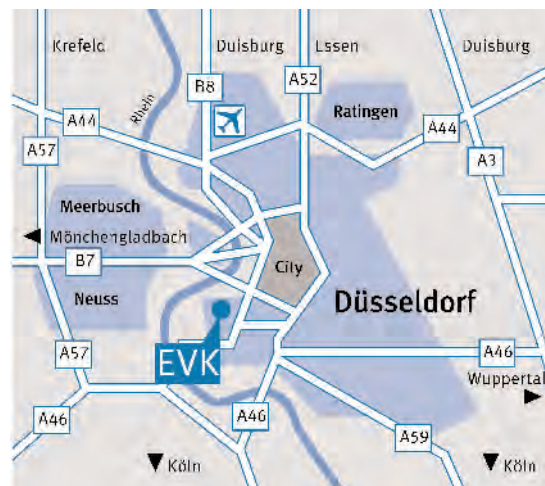 Krefeld
Duisburg
Essen
Duisburg
B8
A52
Rhein
Ratingen
A44
A44
A57
A3
Meerbusch
Mönchengladbach
B7
City
Neuss
Düsseldorf
A57
EVK
A46
Wuppertal
A46
A46
A59
Köln
Köln